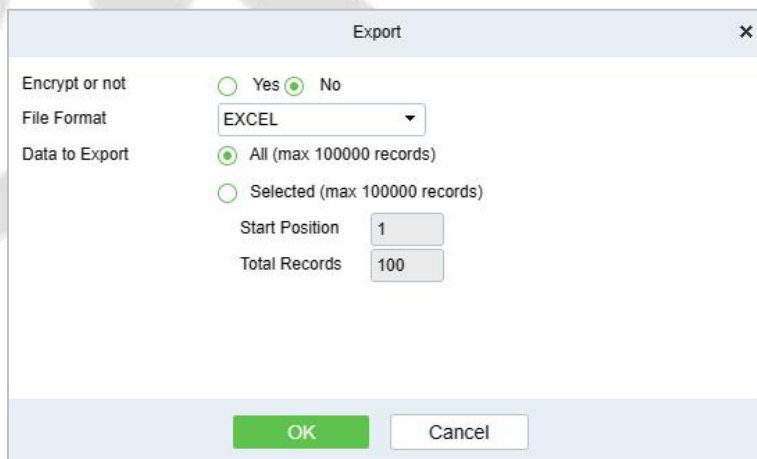 Export
Encrypt or not Yes No
File Format EXCEL
Data to Export All (max 100000 records)
Selected (max 100000 records)
Start Position 1
Total Records 100
OK Cancel